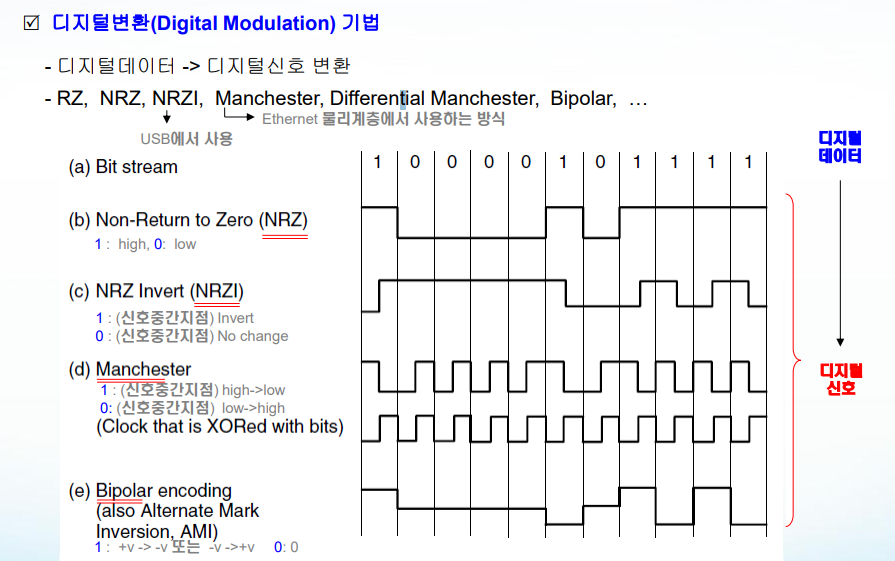 ☑ 디지털변환(Digital Modulation) 기법
- 디지털데이터 -> 디지털신호 변환
- RZ, NRZ, NRZI, Manchester, Differential Manchester, Bipolar, …
Ethernet 물리계층에서 사용하는 방식
USB에서 사용
디지털
데이터
(a) Bit stream
1 0 0 0 0 1 0 1 1 1 1
(b) Non-Return to Zero (NRZ)
1 : high, 0: low
(c) NRZ Invert (NRZI)
1 : (신호중간지점) Invert
0 : (신호중간지점) No change
(d) Manchester
1 : (신호중간지점) high->low
0: (신호중간지점) low->high
(Clock that is XORed with bits)
디지털
신호
(e) Bipolar encoding
(also Alternate Mark
Inversion, AMI)
1 : +v -> -v 또는 -v ->+v 0: 0